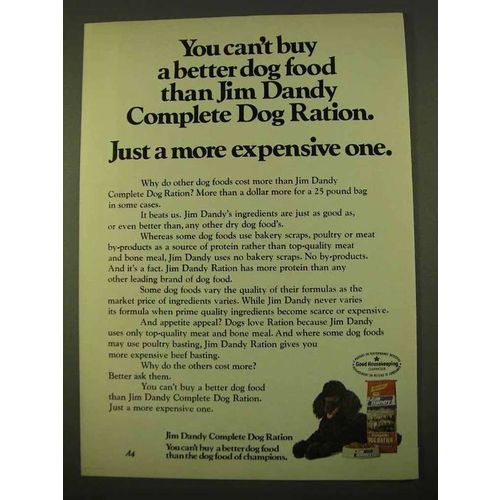 You can't buy
a better dog food
than Jim Dandy
Complete Dog Ration.
Just a more expensive one.
Why do other dog foods cost more than Jim Dandy
Complete Dog Ration? More than a dollar more for a 25 pound bag
in some cases.
It beats us. Jim Dandy's ingredients are just as good as,
or even better than, any other dry dog food's.
Whereas some dog foods use bakery scraps, poultry or meat
by-products as a source of protein rather than top-quality meat
and bone meal, Jim Dandy uses no bakery scraps. No by-products.
And it's a fact. Jim Dandy Ration has more protein than any
other leading brand of dog food.
Some dog foods vary the quality of their formulas as the
market price of ingredients varies. While Jim Dandy never varies
its formula when prime quality ingredients become scarce or expensive.
And appetite appeal? Dogs love Ration because Jim Dandy
uses only top-quality meat and bone meal. And where some dog foods
may use poultry basting, Jim Dandy Ration gives you
more expensive beef basting.
Why do the others cost more?
Better ask them.
You can't buy a better dog food
than Jim Dandy Complete Dog Ration.
Just a more expensive one.
Good Housekeeping
JIM DANDY
DOG RATION
Jim Dandy Complete Dog Ration
You can't buy a better dog food
than the dog food of champions.
A4